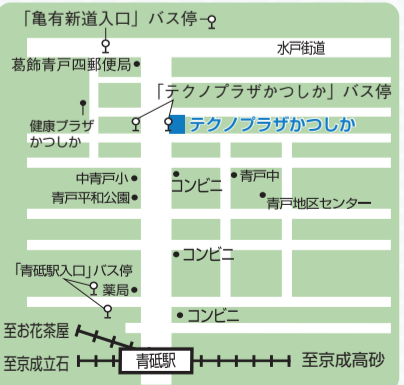 「亀有新道入口」バス停
水戸街道
葛飾青戸四郵便局
「テクノプラザかつしか」バス停
健康プラザ
かつしか
テクノプラザかつしか
中青戸小
コンビニ
青戸中
青戸平和公園
青戸地区センター
コンビニ
「青砥駅入口」バス停
薬局
コンビニ
至お花茶屋
至京成立石
青砥駅
至京成高砂